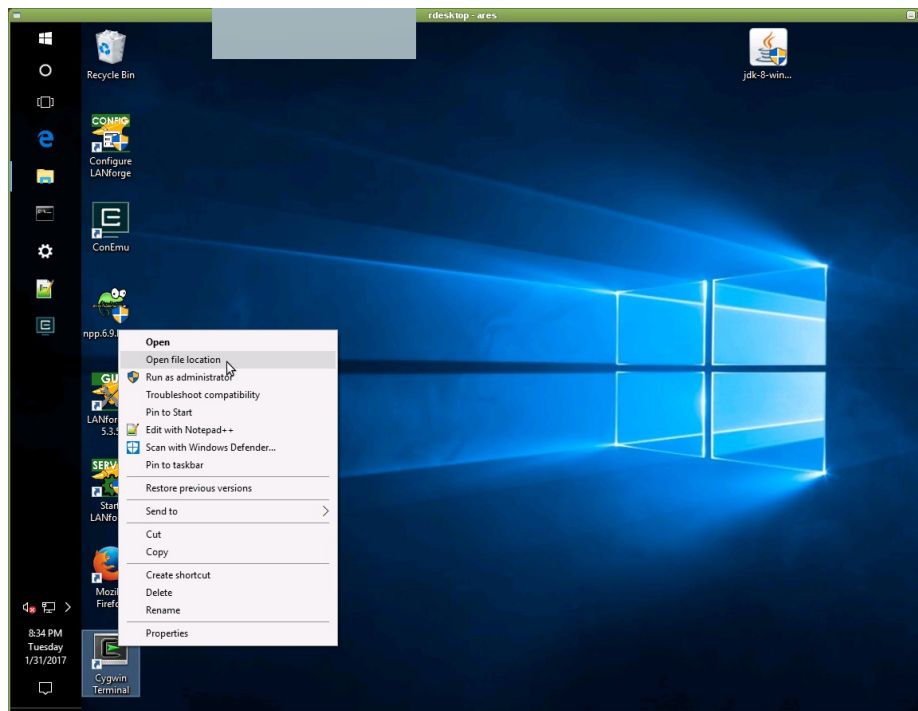 rdesktop - ares
Recycle Bin
jdk-8-win...
CONFIG
Configure
LANforge
ConEmu
npp.6.9.
Open
Open file location
Run as administrator
Troubleshoot compatibility
Pin to Start
Edit with Notepad++
Scan with Windows Defender...
Pin to taskbar
Restore previous versions
Send to
Cut
Copy
Create shortcut
Delete
Rename
Properties
GU
LANfor
5.3.5
SERV
Start
LANfo
Mozil
Firefo
8:34 PM
Tuesday
1/31/2017
Cygwin
Terminal